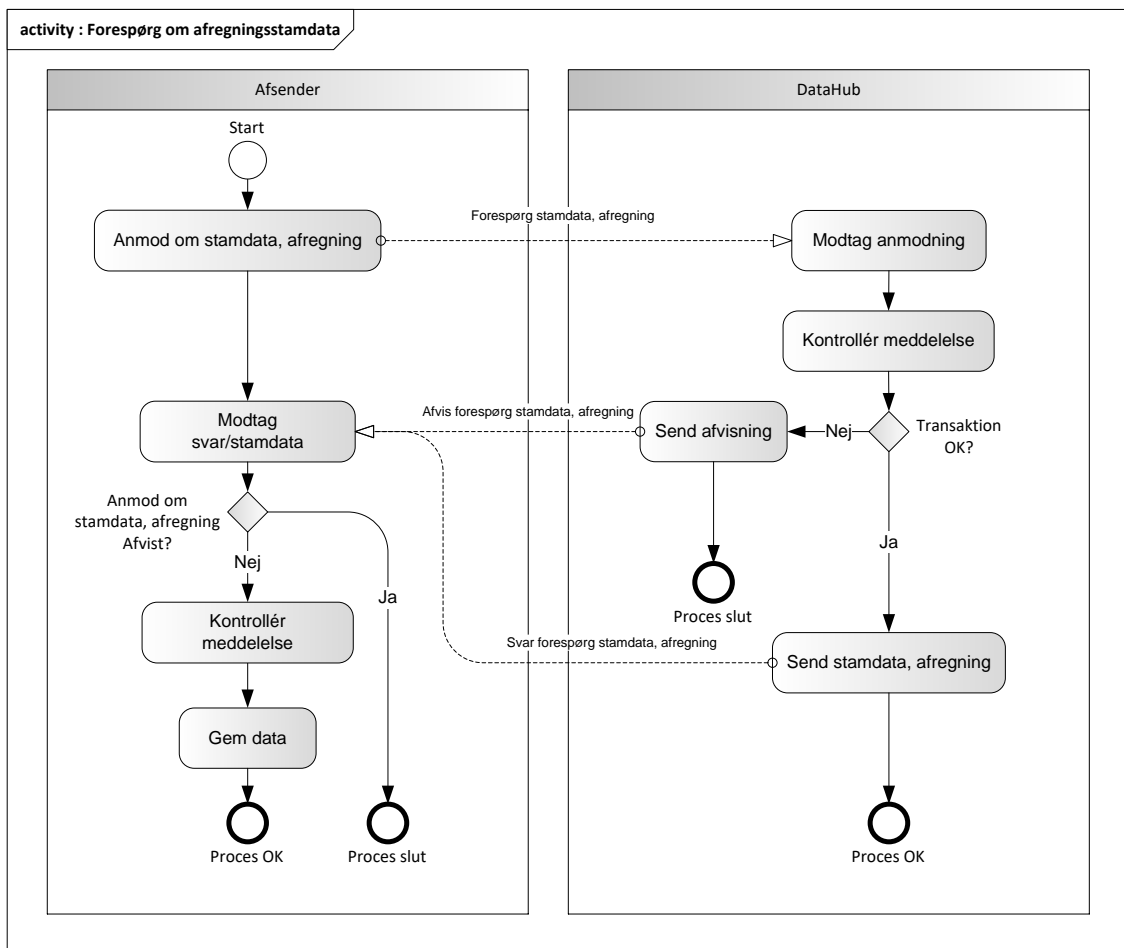 activity : Forespørg om afregningsstamdata
Afsender
DataHub
Start
Anmod om stamdata, afregning
Forespørg stamdata, afregning
Modtag anmodning
Kontrollér meddelelse
Modtag
svar/stamdata
Afvis forespørg stamdata, afregning
Send afvisning
Nej
Transaktion
OK?
Anmod om
stamdata, afregning
Afvist?
Nej
Ja
Ja
Proces slut
Kontrollér
meddelelse
Svar forespørg stamdata, afregning
Send stamdata, afregning
Gem data
Proces OK
Proces slut
Proces OK